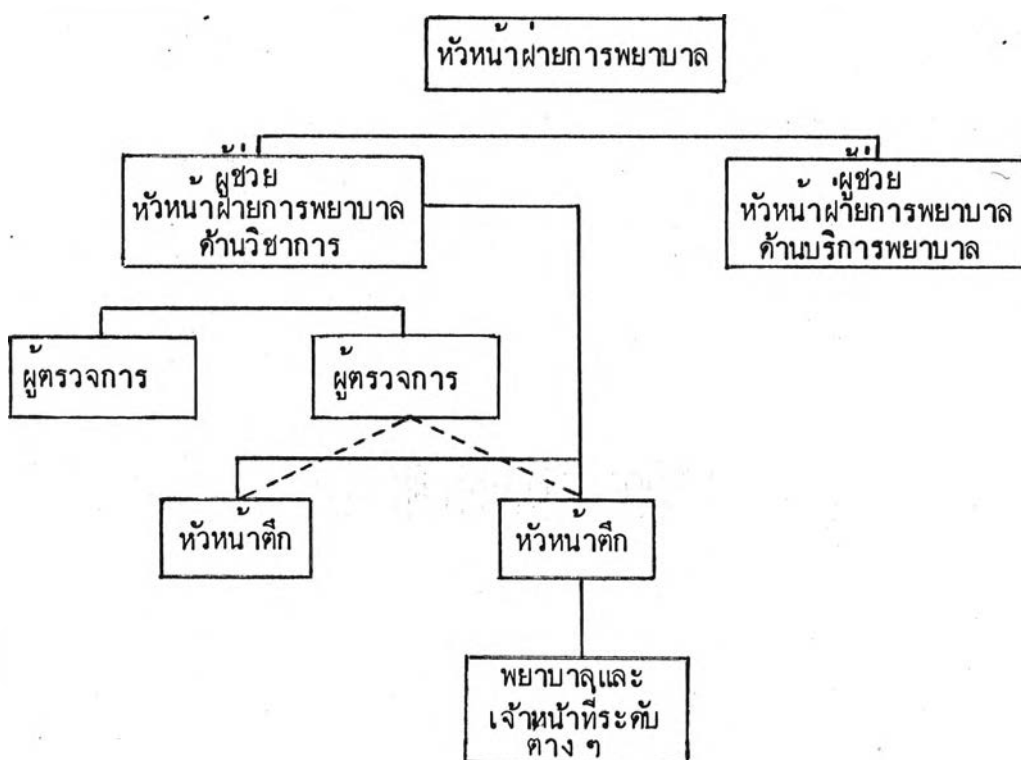 หัวหน้าฝ่ายการพยาบาล
ผู้ช่วย
หัวหน้าฝ่ายการพยาบาล
ด้านวิชาการ
ผู้ช่วย
หัวหน้าฝ่ายการพยาบาล
ด้านบริการพยาบาล
ผู้ตรวจการ
ผู้ตรวจการ
หัวหน้าตึก
หัวหน้าตึก
พยาบาลและ
เจ้าหน้าที่ระดับ
ต่าง ๆ